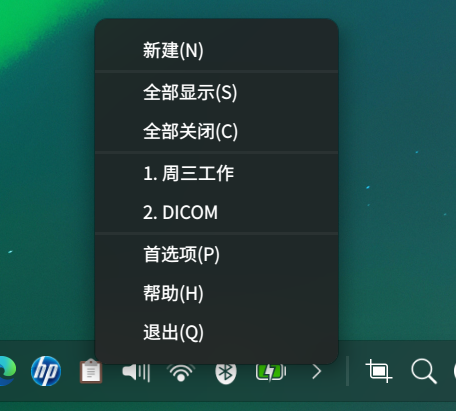 新建(N)
全部显示(S)
全部关闭(C)
1. 周三工作
2. DICOM
首选项(P)
帮助(H)
退出(Q)
hp